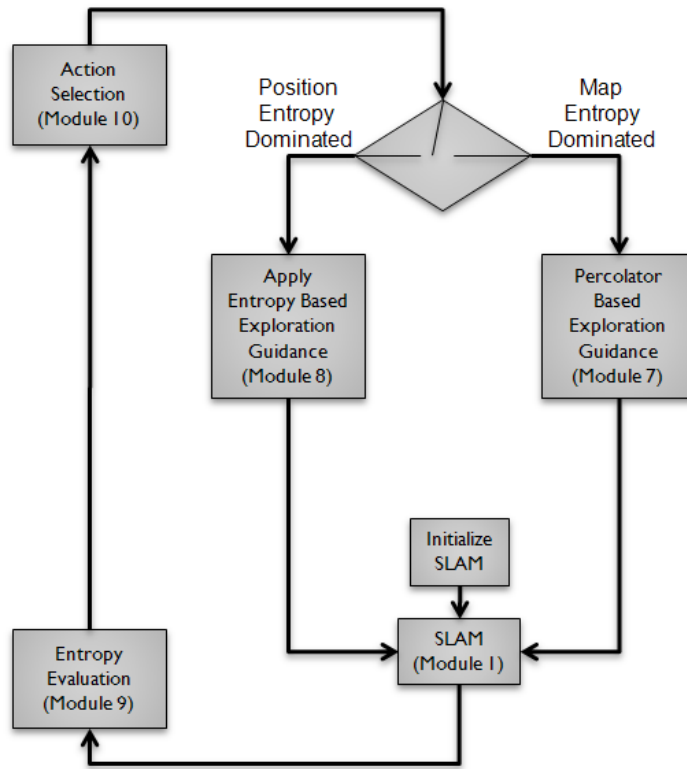 Action
Selection
(Module 10)
Position
Entropy
Dominated
Map
Entropy
Dominated
Apply
Entropy Based
Exploration
Guidance
(Module 8)
Percolator
Based
Exploration
Guidance
(Module 7)
Initialize
SLAM
SLAM
(Module 1)
Entropy
Evaluation
(Module 9)